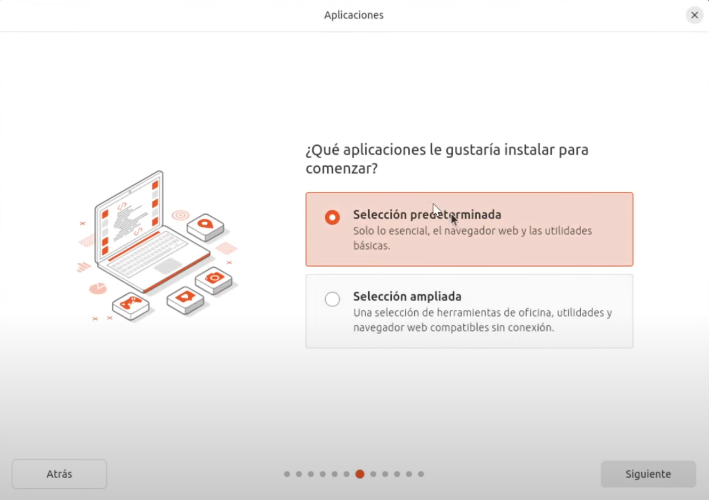 Aplicaciones
¿Qué aplicaciones le gustaría instalar para
comenzar?
Selección predeterminada
Solo lo esencial, el navegador web y las utilidades
básicas.
Selección ampliada
Una selección de herramientas de oficina, utilidades y
navegador web compatibles sin conexión.
Atrás
Siguiente